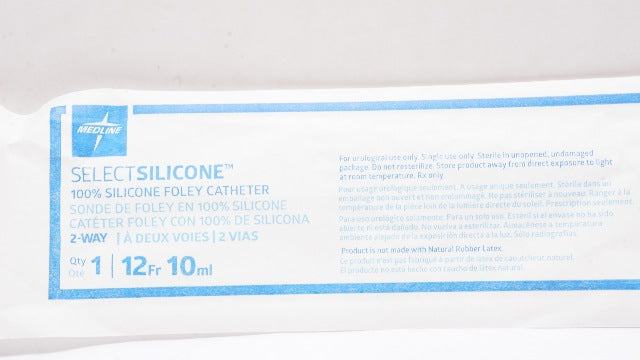 MEDLINE
SELECTSILICONE™
100% SILICONE FOLEY CATHETER
SONDE DE FOLEY EN 100% SILICONE
CATÉTER FOLEY CON 100% DE SILICONA
2-WAY | À DEUX VOIES | 2 VIAS
Qty
Qté
1 | 12Fr 10ml
For urological use only. Single use only. Sterile in unopened, undamaged
package. Do not resterilize. Store product away from direct exposure to light
at room temperature. Rx only.
Pour usage urologique seulement. À usage unique seulement. Stérile dans un
emballage non ouvert et non endommagé. Ne pas stériliser à nouveau. Ranger à la
température de la pièce loin de la lumière directe du soleil. Prescription seulement.
Para uso urológico solamente. Para un solo uso. Estéril si el envase no ha sido
abierto ni está dañado. No vuelva a esterilizar. Almacénese a temperatura
ambiente alejado de la exposición directa a la luz. Sólo
Product is not made with Natural Rubber Latex.
Ce produit n'est pas fabriqué à partir de latex de caoutchouc naturel.
El producto no está hecho con caucho de látex natural.